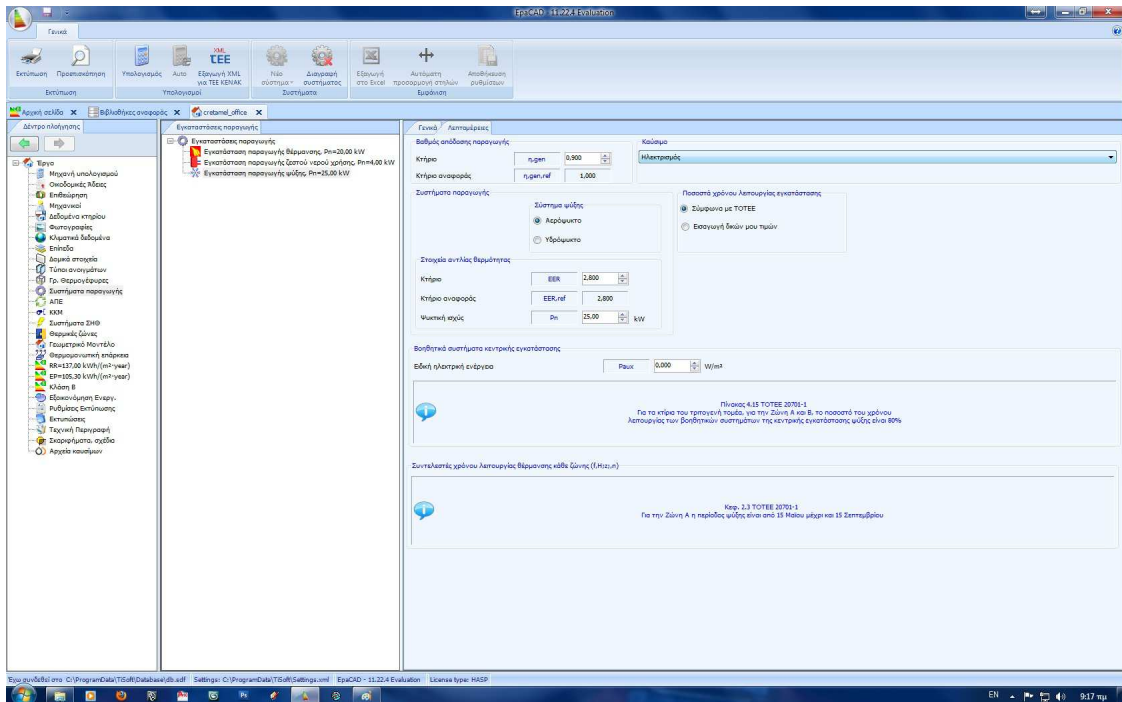 EpaCAD - 11.22.4 Evaluation
Γενικά
Εκτύπωση
Προεπισκόπηση
Υπολογισμός
Auto
Εξαγωγή XML για ΤΕΕ ΚΕΝΑΚ
Νέο σύστημα
Διαγραφή συστήματος
Εξαγωγή στο Excel
Αυτόματη προσαρμογή στηλών
Αποθήκευση ρυθμίσεων
Εκτύπωση
Υπολογισμοί
Συστήματα
Εμφάνιση
Αρχική σελίδα
Βιβλιοθήκες αναφοράς
cretamel_office
Δέντρο πλοήγησης
Έργο
Μηχανή υπολογισμού
Οικοδομικές Άδειες
Επιθεώρηση
Μηχανικοί
Δεδομένα κτηρίου
Φωτογραφίες
Κλιματικά δεδομένα
Επίπεδα
Δομικά στοιχεία
Τύποι ανοιγμάτων
Γρ. Θερμογέφυρες
Συστήματα παραγωγής
ΑΠΕ
ΚΚΜ
Συστήματα ΣΗΘ
Θερμικές ζώνες
Γεωμετρικό Μοντέλο
Θερμομονωτική επάρκεια
RR=137,00 kWh/(m²·year)
EP=105,30 kWh/(m²·year)
Κλάση Β
Εξοικονόμηση Ενεργ.
Ρυθμίσεις Εκτύπωσης
Εκτυπώσεις
Τεχνική Περιγραφή
Σκαριφήματα, σχέδια
Αρχεία καυσίμων
Εγκαταστάσεις παραγωγής
Εγκαταστάσεις παραγωγής
Εγκατάσταση παραγωγής θέρμανσης, Pn=20,00 kW
Εγκατάσταση παραγωγής ζεστού νερού χρήσης, Pn=4,00 kW
Εγκατάσταση παραγωγής ψύξης, Pn=25,00 kW
Γενικά Λεπτομέρειες
Βαθμός απόδοσης παραγωγής
Κτήριο η,gen 0,900
Κτήριο αναφοράς η,gen,ref 1,000
Καύσιμο
Ηλεκτρισμός
Συστήματα παραγωγής
Σύστημα ψύξης
Αερόψυκτο
Υδρόψυκτο
Ποσοστά χρόνου λειτουργίας εγκατάστασης
Σύμφωνα με ΤΟΤΕΕ
Εισαγωγή δικών μου τιμών
Στοιχεία αντλίας θερμότητας
Κτήριο EER 2,800
Κτήριο αναφοράς EER,ref 2,800
Ψυκτική ισχύς Pn 25,00 kW
Βοηθητικά συστήματα κεντρικής εγκατάστασης
Ειδική ηλεκτρική ενέργεια Paux 0,000 W/m²
Πίνακας 4.15 ΤΟΤΕΕ 20701-1
Για τα κτίρια του τριτογενή τομέα, για την Ζώνη Α και Β, το ποσοστό του χρόνου
λειτουργίας των βοηθητικών συστημάτων της κεντρικής εγκατάστασης ψύξης είναι 80%
Συντελεστές χρόνου λειτουργίας θέρμανσης κάθε ζώνης (f,H;zj,n)
Κεφ. 2.3 ΤΟΤΕΕ 20701-1
Για την Ζώνη Α η περίοδος ψύξης είναι από 15 Μαΐου μέχρι και 15 Σεπτεμβρίου
Έχω συνδεθεί στο C:\ProgramData\TiSoft\Database\db.sdf Settings: C:\ProgramData\TiSoft\Settings.xml EpaCAD - 11.22.4 Evaluation License type: HASP
EN 9:17 πμ